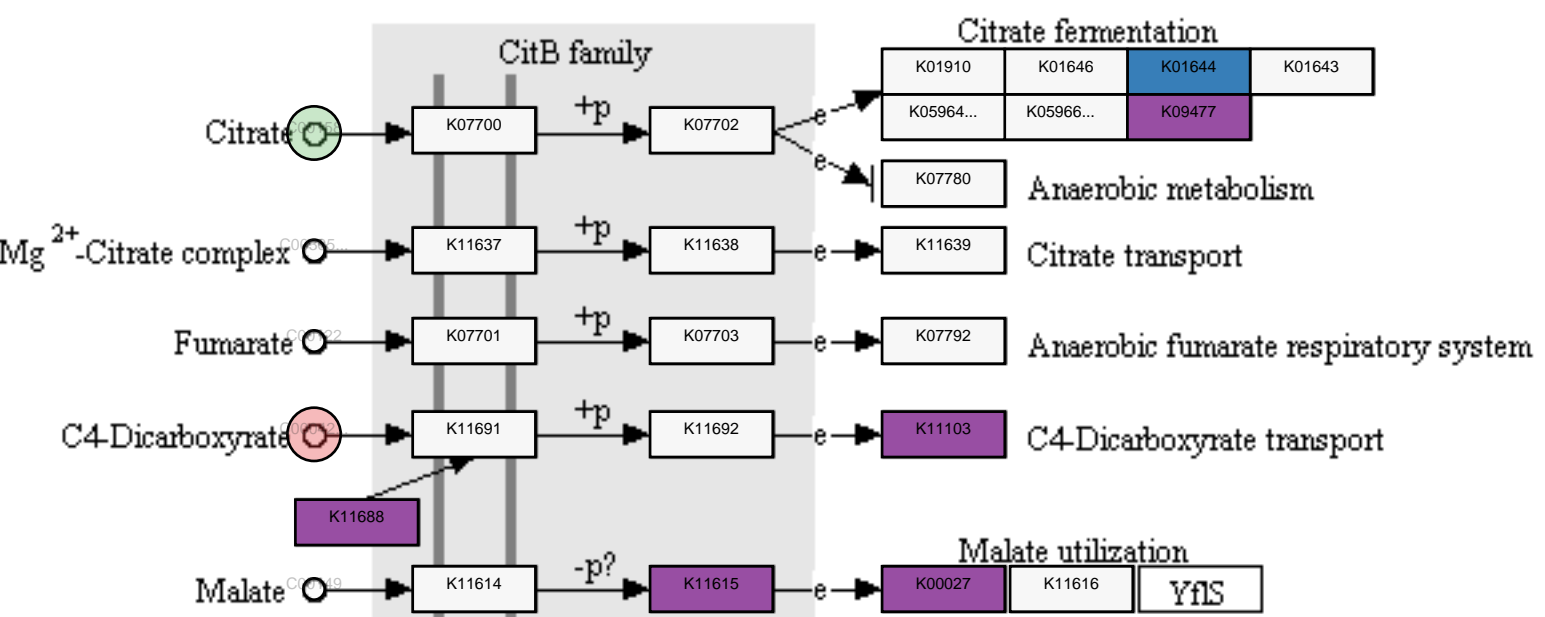 CitB family
Citrate fermentation
K01910 K01646 K01644 K01643
K05964... K05966... K09477
Citrate K07700 +p K07702 e
e K07780 Anaerobic metabolism
Mg 2+ -Citrate complex K11637 +p K11638 e K11639 Citrate transport
Fumarate K07701 +p K07703 e K07792 Anaerobic fumarate respiratory system
C4-Dicarboxyrate K11691 +p K11692 e K11103 C4-Dicarboxyrate transport
K11688
Malate utilization
Malate C00149 K11614 -p? K11615 e K00027 K11616 YflS